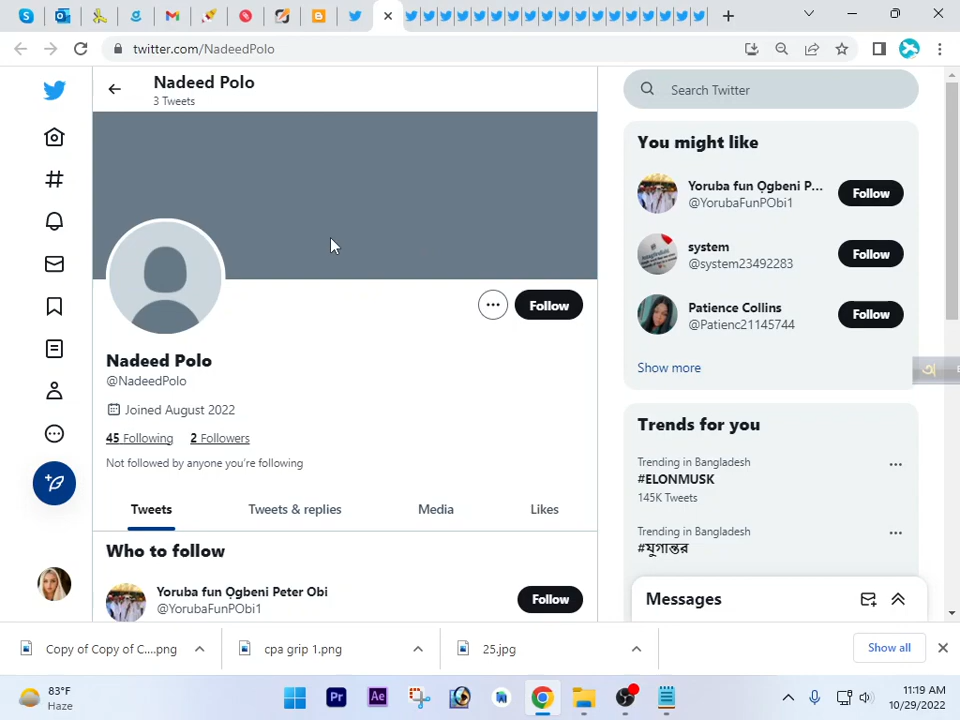 twitter.com/NadeedPolo
Nadeed Polo
3 Tweets
Search Twitter
You might like
Yoruba fun Ọgbeni P...
@YorubaFunPObi1
Follow
system
@system23492283
Follow
Patience Collins
@Patienc21145744
Follow
Show more
Follow
Nadeed Polo
@NadeedPolo
Joined August 2022
45 Following 2 Followers
Not followed by anyone you're following
Tweets Tweets & replies Media Likes
Who to follow
Yoruba fun Ọgbeni Peter Obi
@YorubaFunPObi1
Follow
Trends for you
Trending in Bangladesh
#ELONMUSK
145K Tweets
Trending in Bangladesh
#যুগান্তর
Messages
অ
Copy of Copy of C....png
cpa grip 1.png
25.jpg
Show all
83°F
Haze
Pr
Ae
11:19 AM
10/29/2022